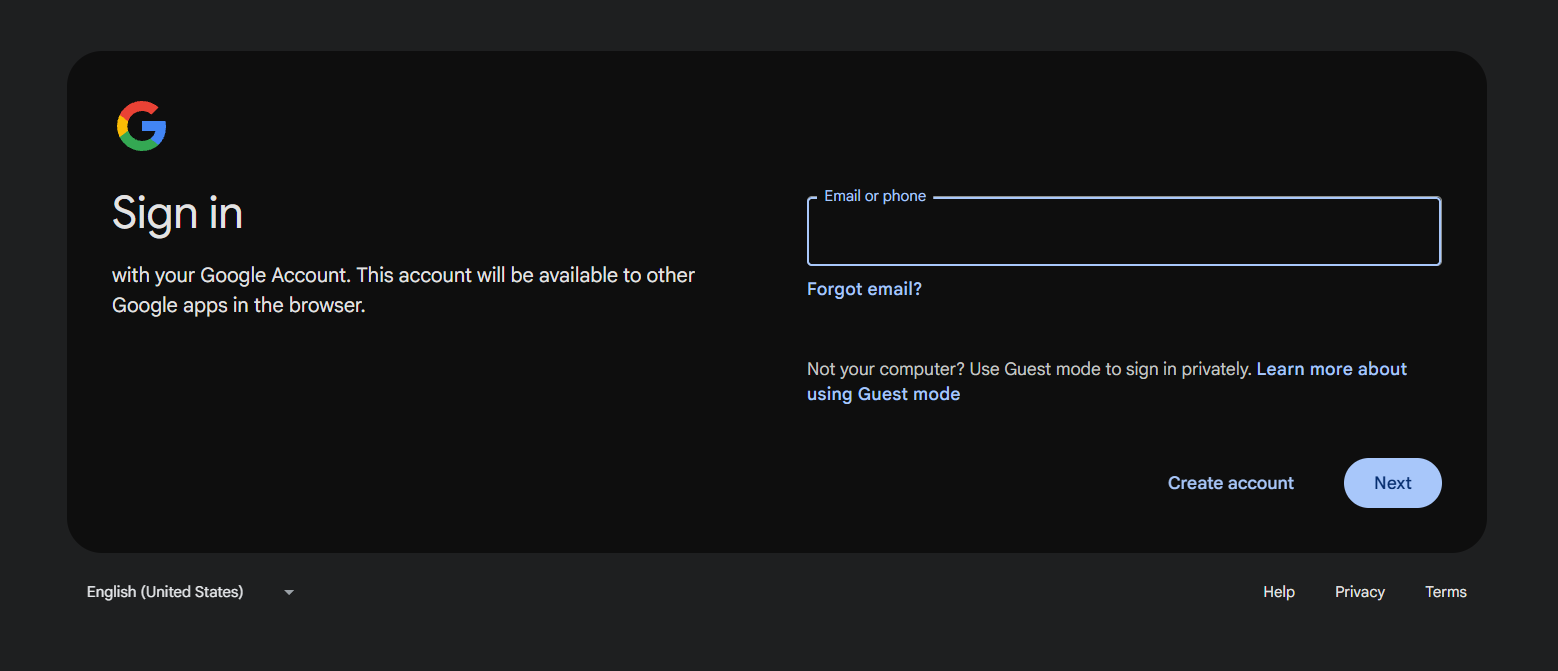 Sign in
with your Google Account. This account will be available to other
Google apps in the browser.
Email or phone
Forgot email?
Not your computer? Use Guest mode to sign in privately. Learn more about
using Guest mode
Create account
Next
English (United States)
Help
Privacy
Terms